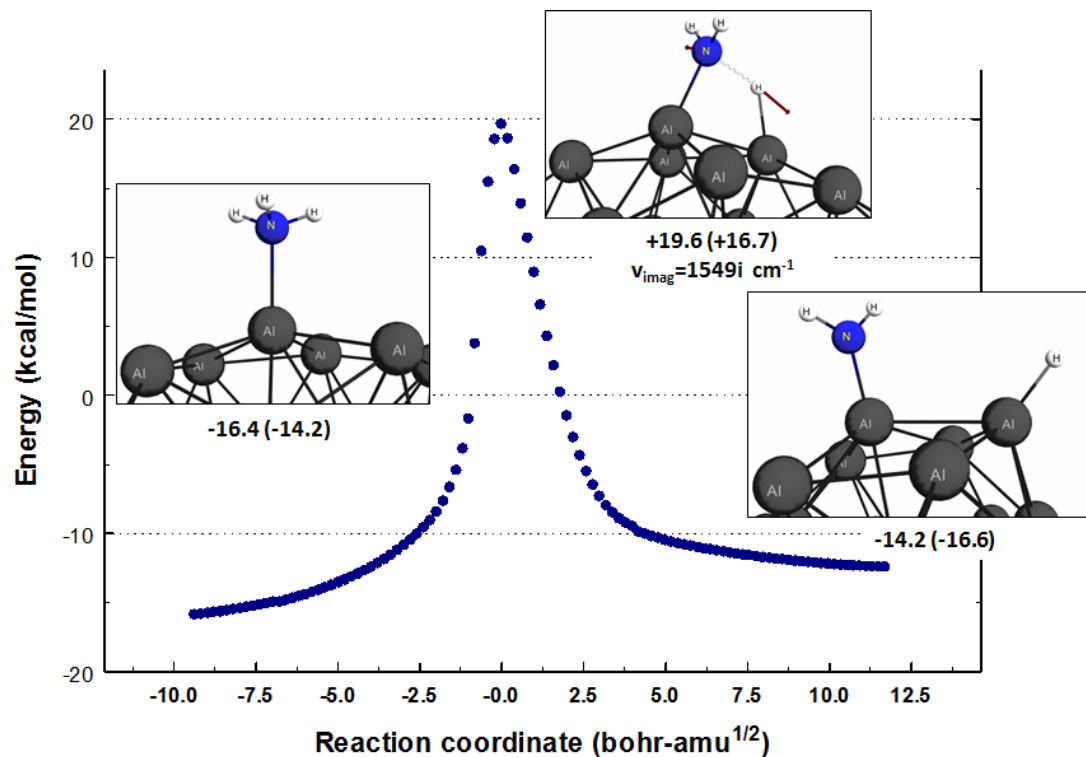 Energy (kcal/mol)
20
10
0
-10
-20
H
H
H
N
Al
Al
Al
Al
Al
-16.4 (-14.2)
H
H
N
H
Al
Al
Al
Al
Al
Al
+19.6 (+16.7)
νimag=1549i cm-1
H
H
N
H
Al
Al
Al
Al
Al
-14.2 (-16.6)
-10.0 -7.5 -5.0 -2.5 -0.0 2.5 5.0 7.5 10.0 12.5
Reaction coordinate (bohr-amu1/2)